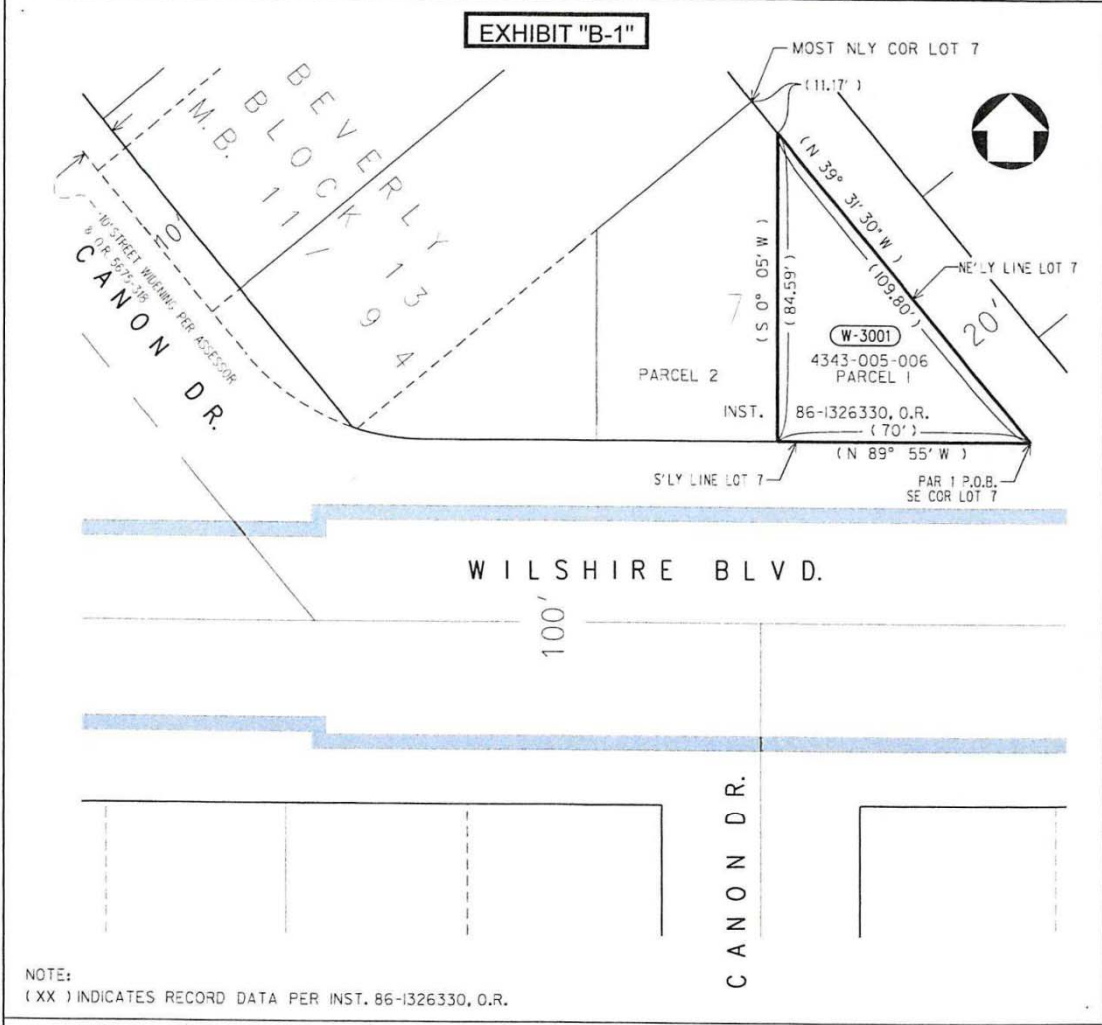 EXHIBIT "B-1"
MOST NLY COR LOT 7
(11.17')
BEVERLY
BLOCK 13
M.B. 11 / 94
(N 39° 31' 30" W)
(109.80')
NE'LY LINE LOT 7
20'
(S 0° 05' W)
(84.59')
7
W-3001
4343-005-006
PARCEL 1
PARCEL 2
INST. 86-1326330, O.R.
(70')
(N 89° 55' W)
S'LY LINE LOT 7
PAR 1 P.O.B.
SE COR LOT 7
10' STREET WIDENING PER ASSESSOR
& O.R. 5675-318
CANON DR.
WILSHIRE BLVD.
100'
CANON DR.
NOTE:
( XX ) INDICATES RECORD DATA PER INST. 86-1326330, O.R.